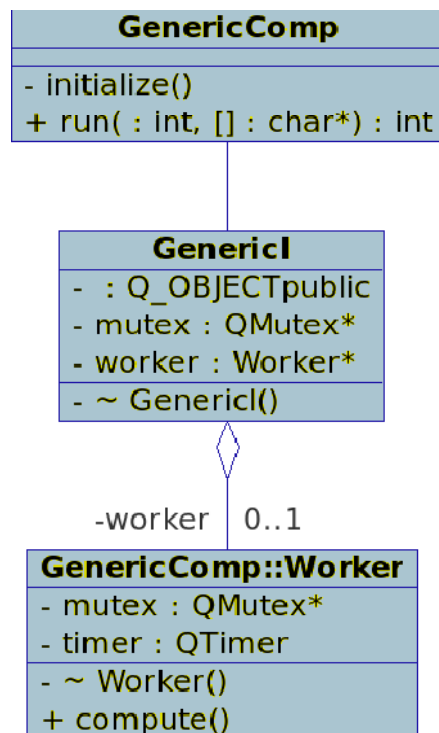 GenericComp
- initialize()
+ run( : int, [] : char*) : int
GenericI
- : Q_OBJECTpublic
- mutex : QMutex*
- worker : Worker*
- ~ GenericI()
-worker 0..1
GenericComp::Worker
- mutex : QMutex*
- timer : QTimer
- ~ Worker()
+ compute()